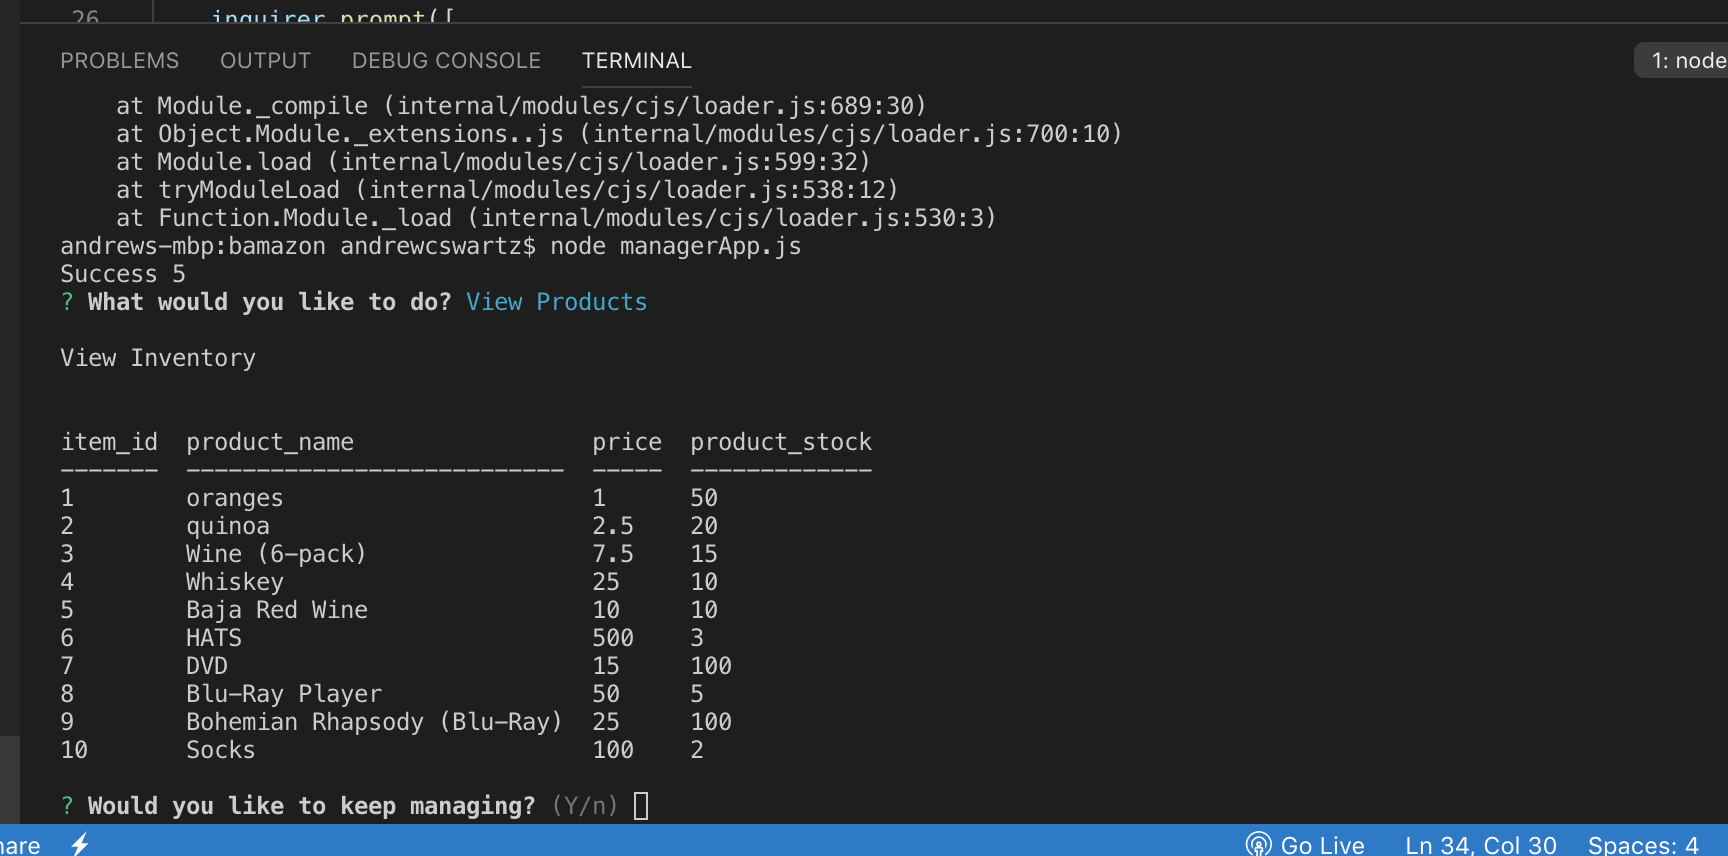 26 inquirer.prompt([
PROBLEMS OUTPUT DEBUG CONSOLE TERMINAL 1: node
at Module._compile (internal/modules/cjs/loader.js:689:30)
at Object.Module._extensions..js (internal/modules/cjs/loader.js:700:10)
at Module.load (internal/modules/cjs/loader.js:599:32)
at tryModuleLoad (internal/modules/cjs/loader.js:538:12)
at Function.Module._load (internal/modules/cjs/loader.js:530:3)
andrews-mbp:bamazon andrewcswartz$ node managerApp.js
Success 5
? What would you like to do? View Products
View Inventory
item_id product_name price product_stock
------- --------------------------- ----- -------------
1 oranges 1 50
2 quinoa 2.5 20
3 Wine (6-pack) 7.5 15
4 Whiskey 25 10
5 Baja Red Wine 10 10
6 HATS 500 3
7 DVD 15 100
8 Blu-Ray Player 50 5
9 Bohemian Rhapsody (Blu-Ray) 25 100
10 Socks 100 2
? Would you like to keep managing? (Y/n)
hare Go Live Ln 34, Col 30 Spaces: 4